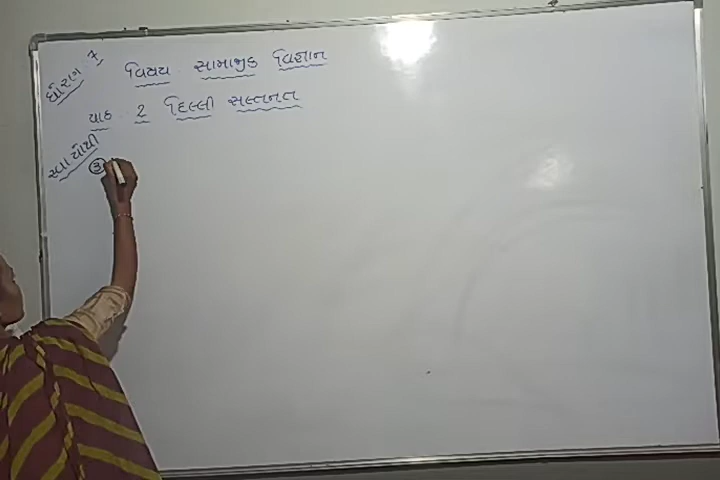 ધોરણ 7
વિષય સામાજીક વિજ્ઞાન
પાઠ 2 દિલ્લી સલ્તનત
સ્વાપોથી